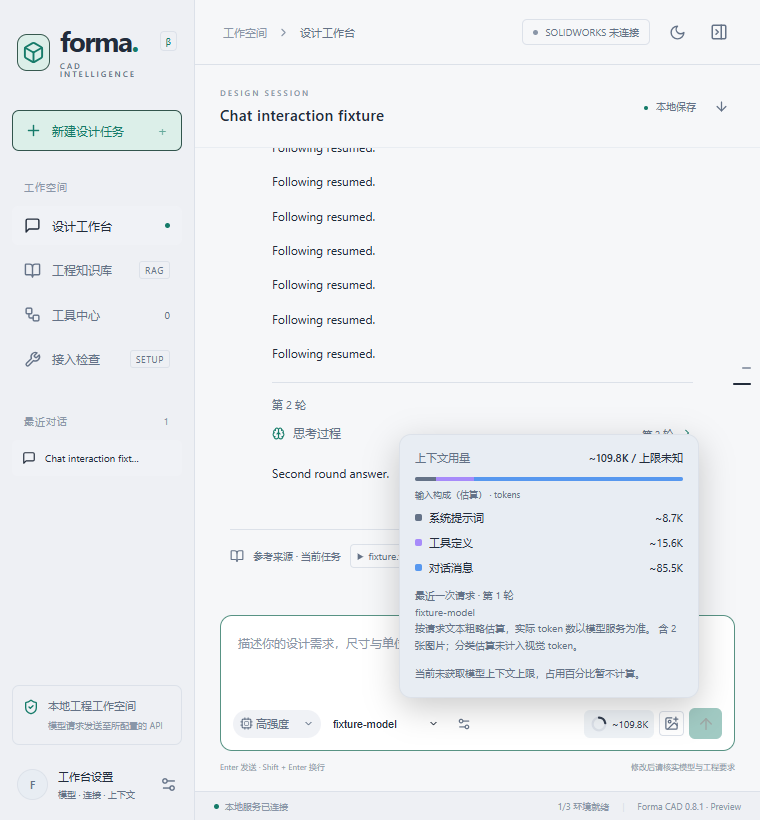 forma.
β
CAD
INTELLIGENCE
新建设计任务 +
工作空间
设计工作台
工程知识库 RAG
工具中心 0
接入检查 SETUP
最近对话 1
Chat interaction fixt...
本地工程工作空间
模型请求发送至所配置的 API
F
工作台设置
模型 · 连接 · 上下文
工作空间 > 设计工作台
SOLIDWORKS 未连接
DESIGN SESSION
Chat interaction fixture
本地保存
Following resumed.
Following resumed.
Following resumed.
Following resumed.
Following resumed.
Following resumed.
Following resumed.
第 2 轮
思考过程
第 2 轮
Second round answer.
参考来源 · 当前任务
fixture.
上下文用量 ~109.8K / 上限未知
输入构成（估算） · tokens
系统提示词 ~8.7K
工具定义 ~15.6K
对话消息 ~85.5K
最近一次请求 · 第 1 轮
fixture-model
按请求文本粗略估算，实际 token 数以模型服务为准。 含 2
张图片；分类估算未计入视觉 token。
当前未获取模型上下文上限，占用百分比暂不计算。
描述你的设计需求，尺寸与单位
高强度
fixture-model
~109.8K
Enter 发送 · Shift + Enter 换行
修改后请核实模型与工程要求
本地服务已连接
1/3 环境就绪
Forma CAD 0.8.1 · Preview